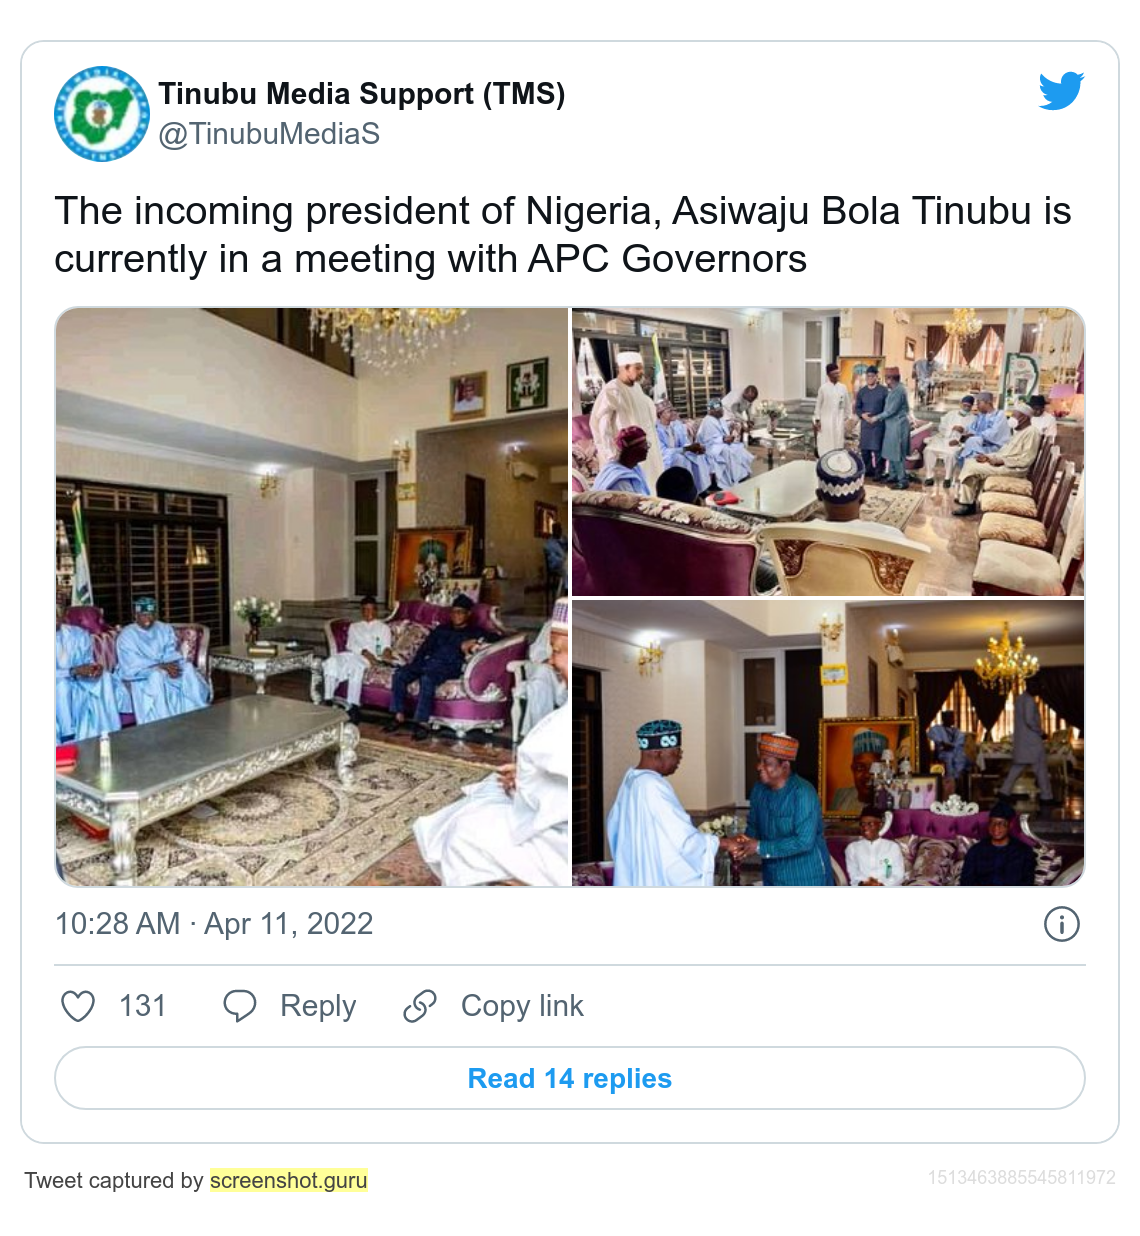 Tinubu Media Support (TMS)
@TinubuMediaS
The incoming president of Nigeria, Asiwaju Bola Tinubu is
currently in a meeting with APC Governors
10:28 AM · Apr 11, 2022
131 Reply Copy link
Read 14 replies
Tweet captured by screenshot.guru
1513463885545811972